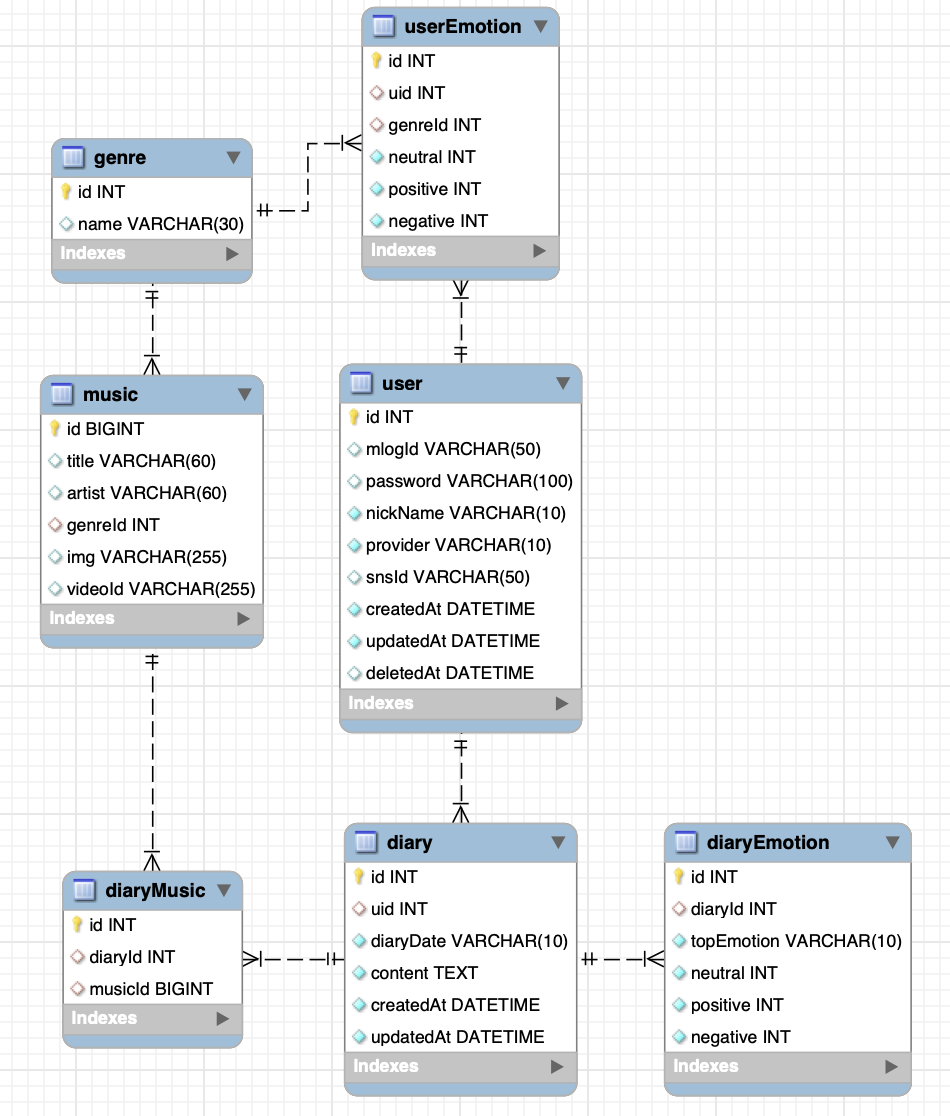 userEmotion
id INT
uid INT
genreId INT
neutral INT
positive INT
negative INT
Indexes
genre
id INT
name VARCHAR(30)
Indexes
music
id BIGINT
title VARCHAR(60)
artist VARCHAR(60)
genreId INT
img VARCHAR(255)
videoId VARCHAR(255)
Indexes
user
id INT
mlogId VARCHAR(50)
password VARCHAR(100)
nickName VARCHAR(10)
provider VARCHAR(10)
snsId VARCHAR(50)
createdAt DATETIME
updatedAt DATETIME
deletedAt DATETIME
Indexes
diaryMusic
id INT
diaryId INT
musicId BIGINT
Indexes
diary
id INT
uid INT
diaryDate VARCHAR(10)
content TEXT
createdAt DATETIME
updatedAt DATETIME
Indexes
diaryEmotion
id INT
diaryId INT
topEmotion VARCHAR(10)
neutral INT
positive INT
negative INT
Indexes